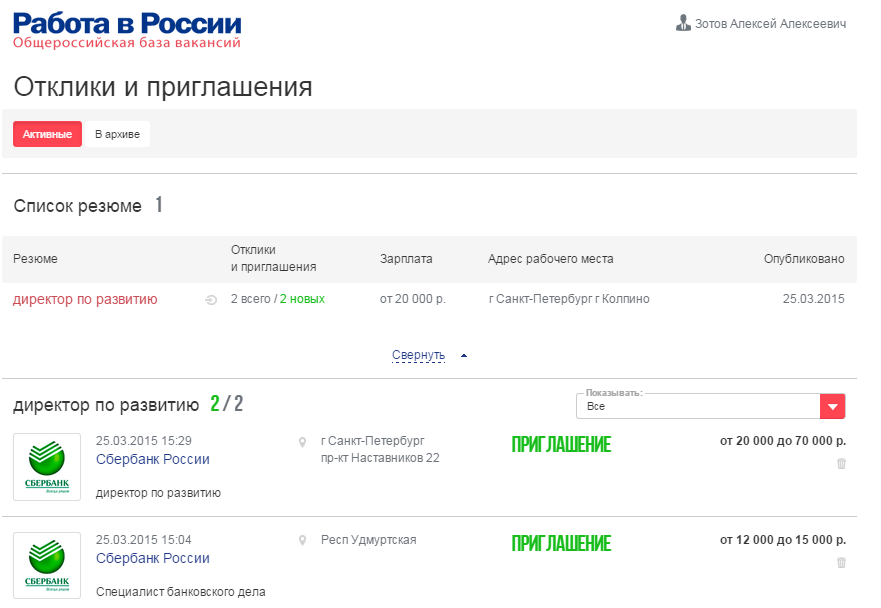 Работа в России
Общероссийская база вакансий
Зотов Алексей Алексеевич
Отклики и приглашения
Активные
В архиве
Список резюме 1
Резюме
Отклики
и приглашения
Зарплата
Адрес рабочего места
Опубликовано
директор по развитию
2 всего / 2 новых
от 20 000 р.
г Санкт-Петербург г Колпино
25.03.2015
Свернуть
директор по развитию 2 / 2
Показывать:
Все
СБЕРБАНК
25.03.2015 15:29
Сбербанк России
директор по развитию
г Санкт-Петербург
пр-кт Наставников 22
ПРИГЛАШЕНИЕ
от 20 000 до 70 000 р.
СБЕРБАНК
25.03.2015 15:04
Сбербанк России
Специалист банковского дела
Респ Удмуртская
ПРИГЛАШЕНИЕ
от 12 000 до 15 000 р.